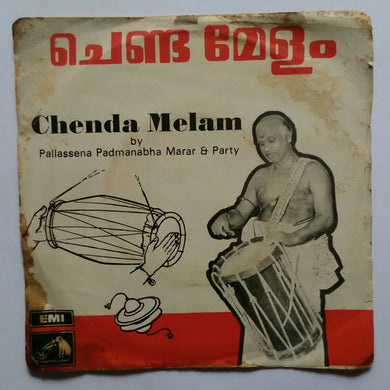 ചെണ്ട മേളം
Chenda Melam
by
Pallassena Padmanabha Marar & Party
EMI